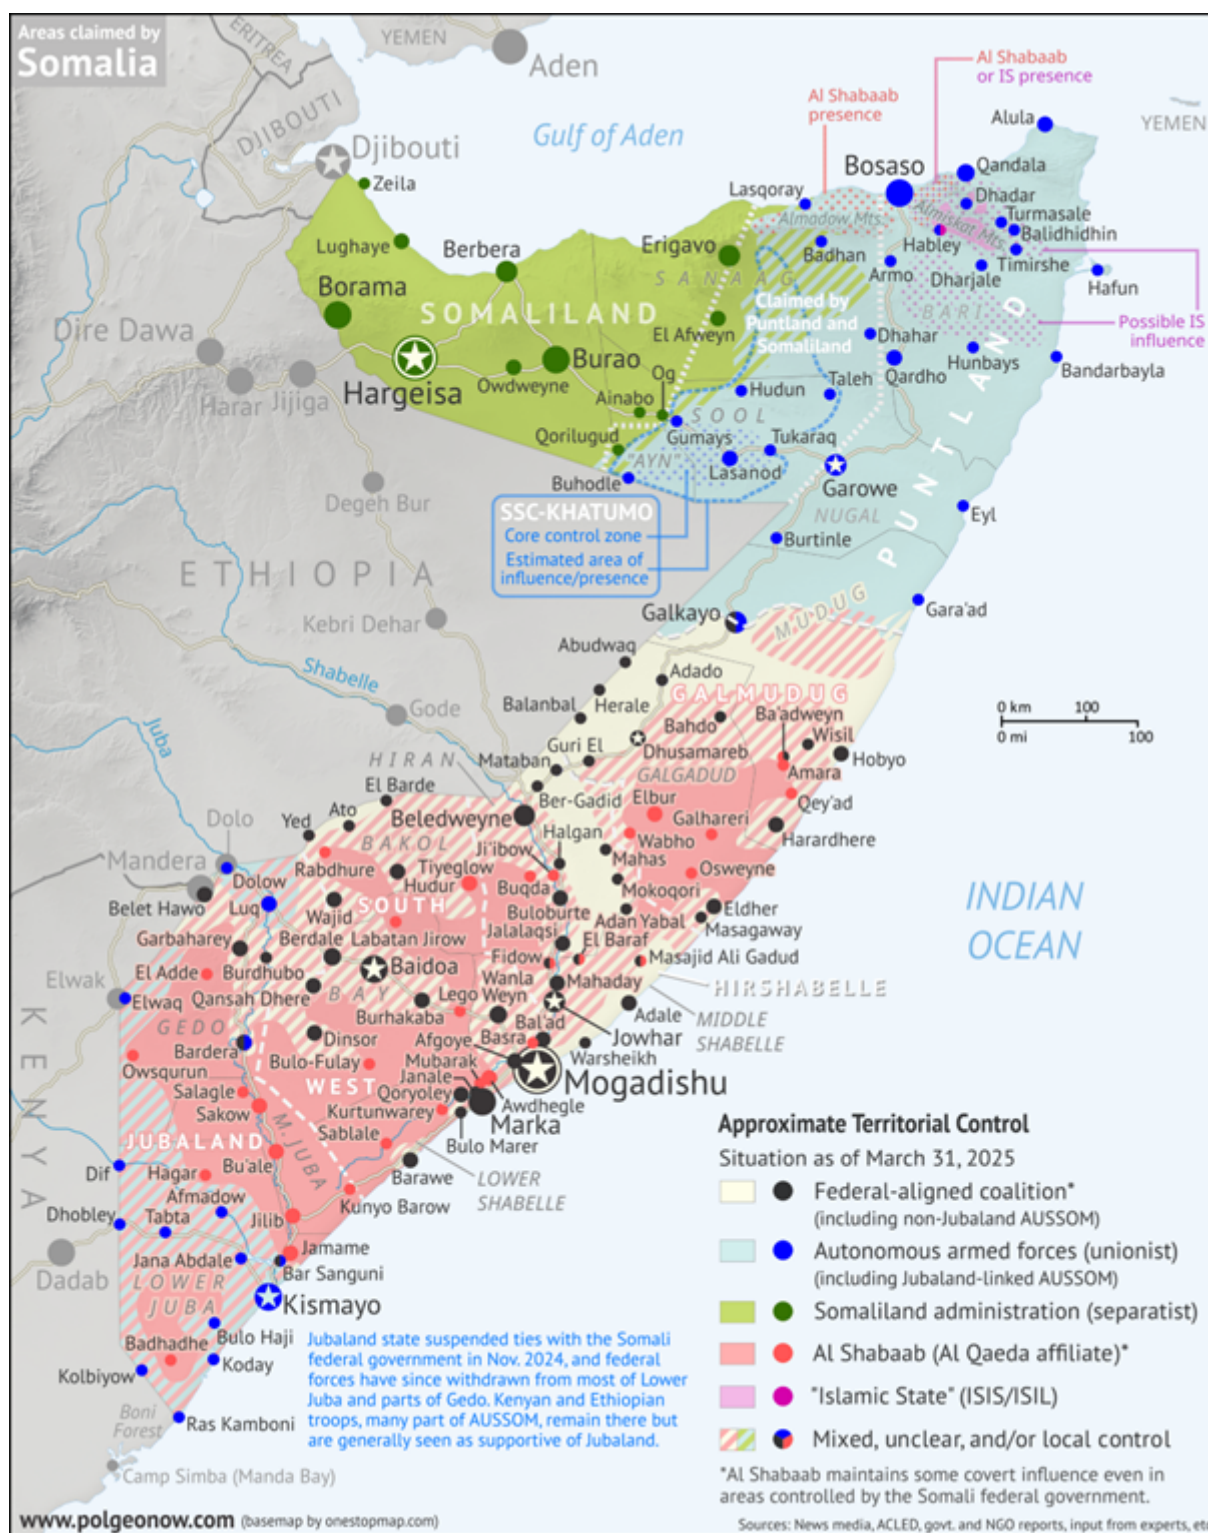 Areas claimed by
Somalia
ERITREA
YEMEN
Aden
DJIBOUTI
Djibouti
Zeila
Gulf of Aden
Al Shabaab
or IS presence
Al Shabaab
presence
Alula
YEMEN
Bosaso
Qandala
Lasqoray
Dhadar
Almadow Mts.
Almiskat Mts.
Turmasale
Balidhidhin
Lughaye
Berbera
Erigavo
Badhan
Habley
Timirshe
SANAAG
Armo
Dharjale
Hafun
Borama
SOMALILAND
Claimed by
Puntland and
Somaliland
BARI
Possible IS
influence
Dire Dawa
El Afweyn
Dhahar
Hunbays
Bandarbayla
Burao
Og
Hargeisa
Owdweyne
Qardho
Harar
Jijiga
Ainabo
Hudun
Taleh
PUNTLAND
SOOL
Qorilugud
Gumays
Tukaraq
"AYN"
Lasanod
Garowe
Buhodle
Degeh Bur
NUGAL
Eyl
SSC-KHATUMO
Core control zone
Estimated area of
influence/presence
Burtinle
ETHIOPIA
Galkayo
Gara'ad
Kebri Dehar
MUDUG
Abudwaq
Shabelle
Adado
GALMUDUG
Gode
Balanbal
Herale
Bahdo
Ba'adweyn
Juba
Wisil
0 km
100
0 mi
100
Guri El
Dhusamareb
Hobyo
HIRAN
Mataban
GALGADUD
Amara
El Barde
Ber-Gadid
Qey'ad
Dolo
Ato
Beledweyne
Elbur
Galhareri
Yed
Halgan
Harardhere
Mandera
BAKOL
Ji'ibow
Wabho
Rabdhure
Tiyeglow
Mahas
Osweyne
Dolow
Hudur
Buqda
Mokoqori
Belet Hawo
Luq
Wajid
SOUTH
Buloburte
Adan Yabal
Eldher
Masagaway
Garbaharey
Berdale
Labatan Jirow
Jalalaqsi
El Baraf
INDIAN
OCEAN
Elwak
El Adde
Burdhubo
Baidoa
Fidow
Masajid Ali Gadud
Elwaq
Qansah Dhere
BAY
Lego
Wanla
Weyn
Mahaday
HIRSHABELLE
Burhakaba
Adale
MIDDLE
SHABELLE
GEDO
Dinsor
Bal'ad
Jowhar
Bardera
Afgoye
Basra
Warsheikh
Owsqurun
Bulo-Fulay
Mubarak
Mogadishu
KENYA
Salagle
WEST
Janale
Sakow
Qoryoley
Awdhegle
Kurtunwarey
Marka
JUBALAND
M. JUBA
Sablale
Bulo Marer
Dif
Hagar
Bu'ale
Barawe
LOWER
SHABELLE
Afmadow
Kunyo Barow
Dhobley
Tabta
Jilib
Dadab
Jana Abdale
Jamame
LOWER
JUBA
Bar Sanguni
Kismayo
Bulo Haji
Badhadhe
Kolbiyow
Koday
Boni
Forest
Ras Kamboni
Camp Simba (Manda Bay)
Jubaland state suspended ties with the Somali
federal government in Nov. 2024, and federal
forces have since withdrawn from most of Lower
Juba and parts of Gedo. Kenyan and Ethiopian
troops, many part of AUSSOM, remain there but
are generally seen as supportive of Jubaland.
Approximate Territorial Control
Situation as of March 31, 2025
Federal-aligned coalition*
(including non-Jubaland AUSSOM)
Autonomous armed forces (unionist)
(including Jubaland-linked AUSSOM)
Somaliland administration (separatist)
Al Shabaab (Al Qaeda affiliate)*
"Islamic State" (ISIS/ISIL)
Mixed, unclear, and/or local control
*Al Shabaab maintains some covert influence even in
areas controlled by the Somali federal government.
www.polgeonow.com (basemap by onestopmap.com)
Sources: News media, ACLED, govt. and NGO reports, input from experts, etc